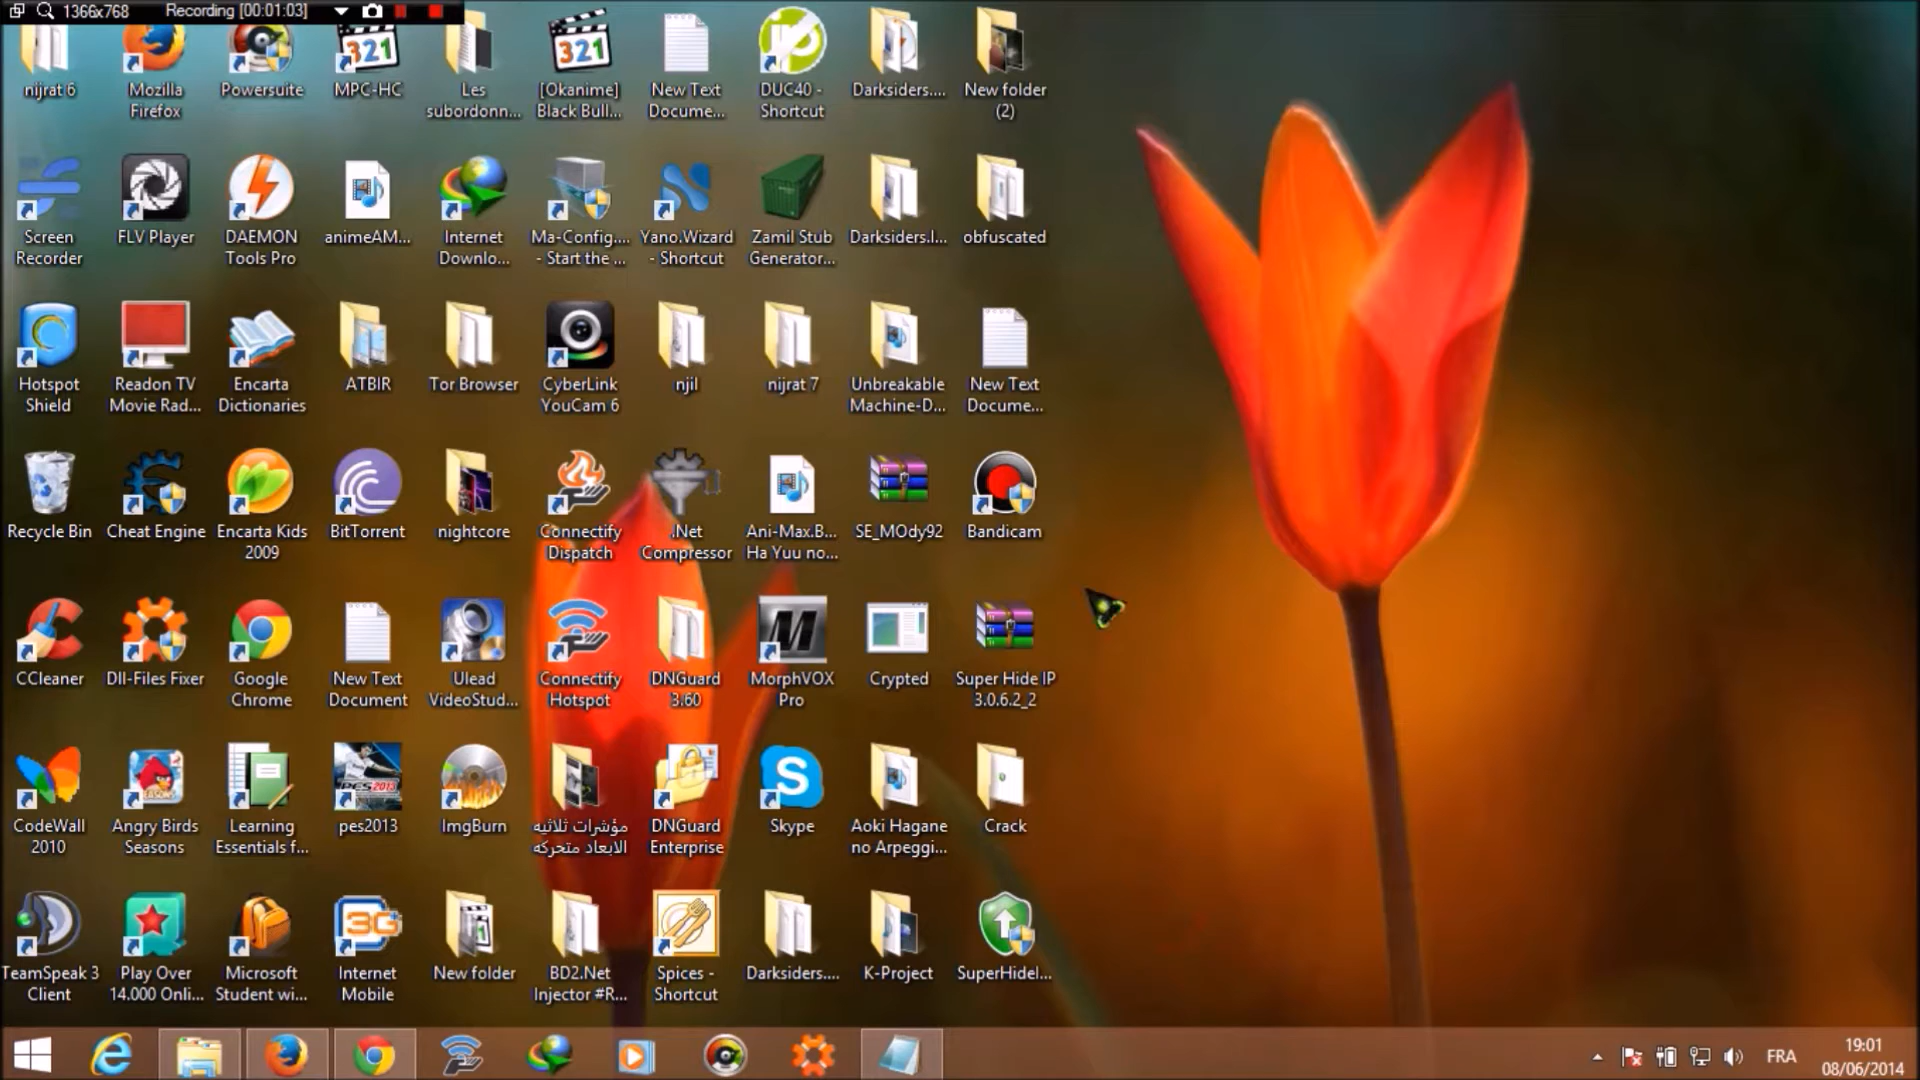 1366x768 Recording [00:01:03]
nijrat 6
Mozilla
Firefox
Powersuite
MPC-HC
Les
subordonn...
[Okanime]
Black Bull...
New Text
Docume...
DUC40 -
Shortcut
Darksiders....
New folder
(2)
Screen
Recorder
FLV Player
DAEMON
Tools Pro
animeAM...
Internet
Downlo...
Ma-Config....
- Start the ...
Yano.Wizard
- Shortcut
Zamil Stub
Generator...
Darksiders.I...
obfuscated
Hotspot
Shield
Readon TV
Movie Rad...
Encarta
Dictionaries
ATBIR
Tor Browser
CyberLink
YouCam 6
njil
nijrat 7
Unbreakable
Machine-D...
New Text
Docume...
Recycle Bin
Cheat Engine
Encarta Kids
2009
BitTorrent
nightcore
Connectify
Dispatch
.Net
Compressor
Ani-Max.B...
Ha Yuu no...
SE_MOdy92
Bandicam
CCleaner
Dll-Files Fixer
Google
Chrome
New Text
Document
Ulead
VideoStud...
Connectify
Hotspot
DNGuard
3.60
MorphVOX
Pro
Crypted
Super Hide IP
3.0.6.2_2
CodeWall
2010
Angry Birds
Seasons
Learning
Essentials f...
pes2013
ImgBurn
مؤشرات ثلاثيه
الابعاد متحركه
DNGuard
Enterprise
Skype
Aoki Hagane
no Arpeggi...
Crack
TeamSpeak 3
Client
Play Over
14.000 Onli...
Microsoft
Student wi...
Internet
Mobile
New folder
BD2.Net
Injector #R...
Spices -
Shortcut
Darksiders....
K-Project
SuperHideI...
FRA
19:01
08/06/2014